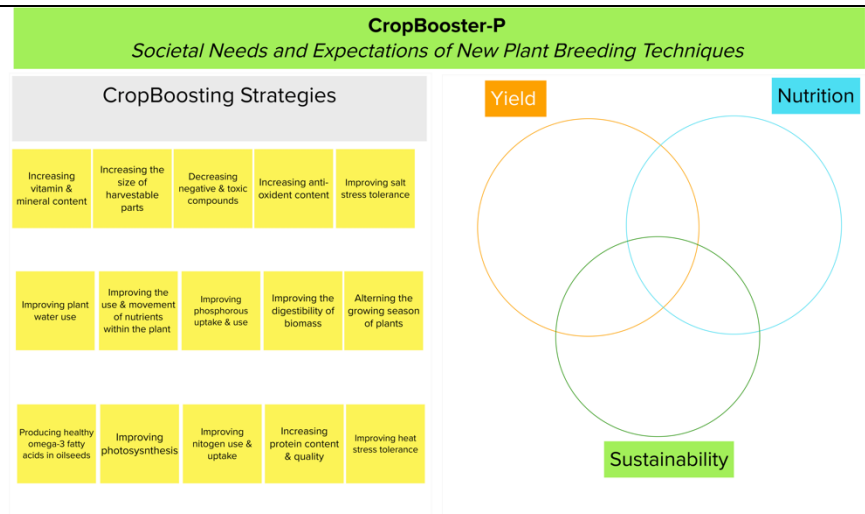 CropBooster-P
Societal Needs and Expectations of New Plant Breeding Techniques
CropBoosting Strategies
Increasing
vitamin &
mineral content
Increasing the
size of
harvestable
parts
Decreasing
negative & toxic
compounds
Increasing anti-
oxident content
Improving salt
stress tolerance
Improving plant
water use
Improving the
use & movement
of nutrients
within the plant
Improving
phosphorous
uptake & use
Improving the
digestibility of
biomass
Alterning the
growing season
of plants
Producing healthy
omega-3 fatty
acids in oilseeds
Improving
photosysnthesis
Improving
nitogen use &
uptake
Increasing
protein content
& quality
Improving heat
stress tolerance
Yield
Nutrition
Sustainability